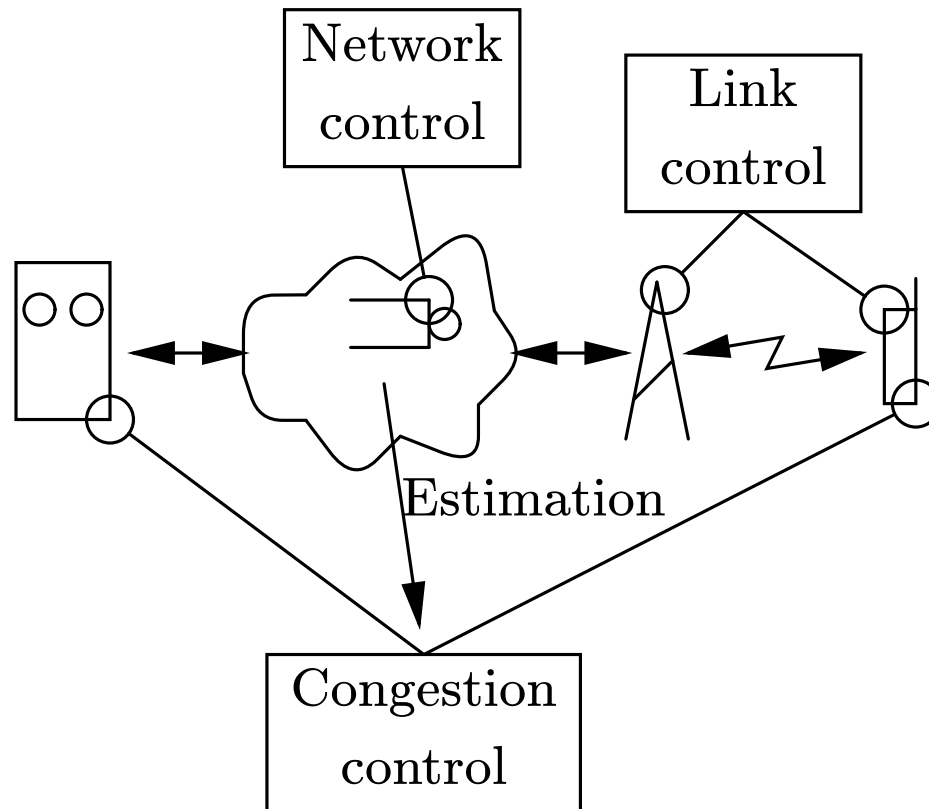 Network
control
Link
control
Estimation
Congestion
control